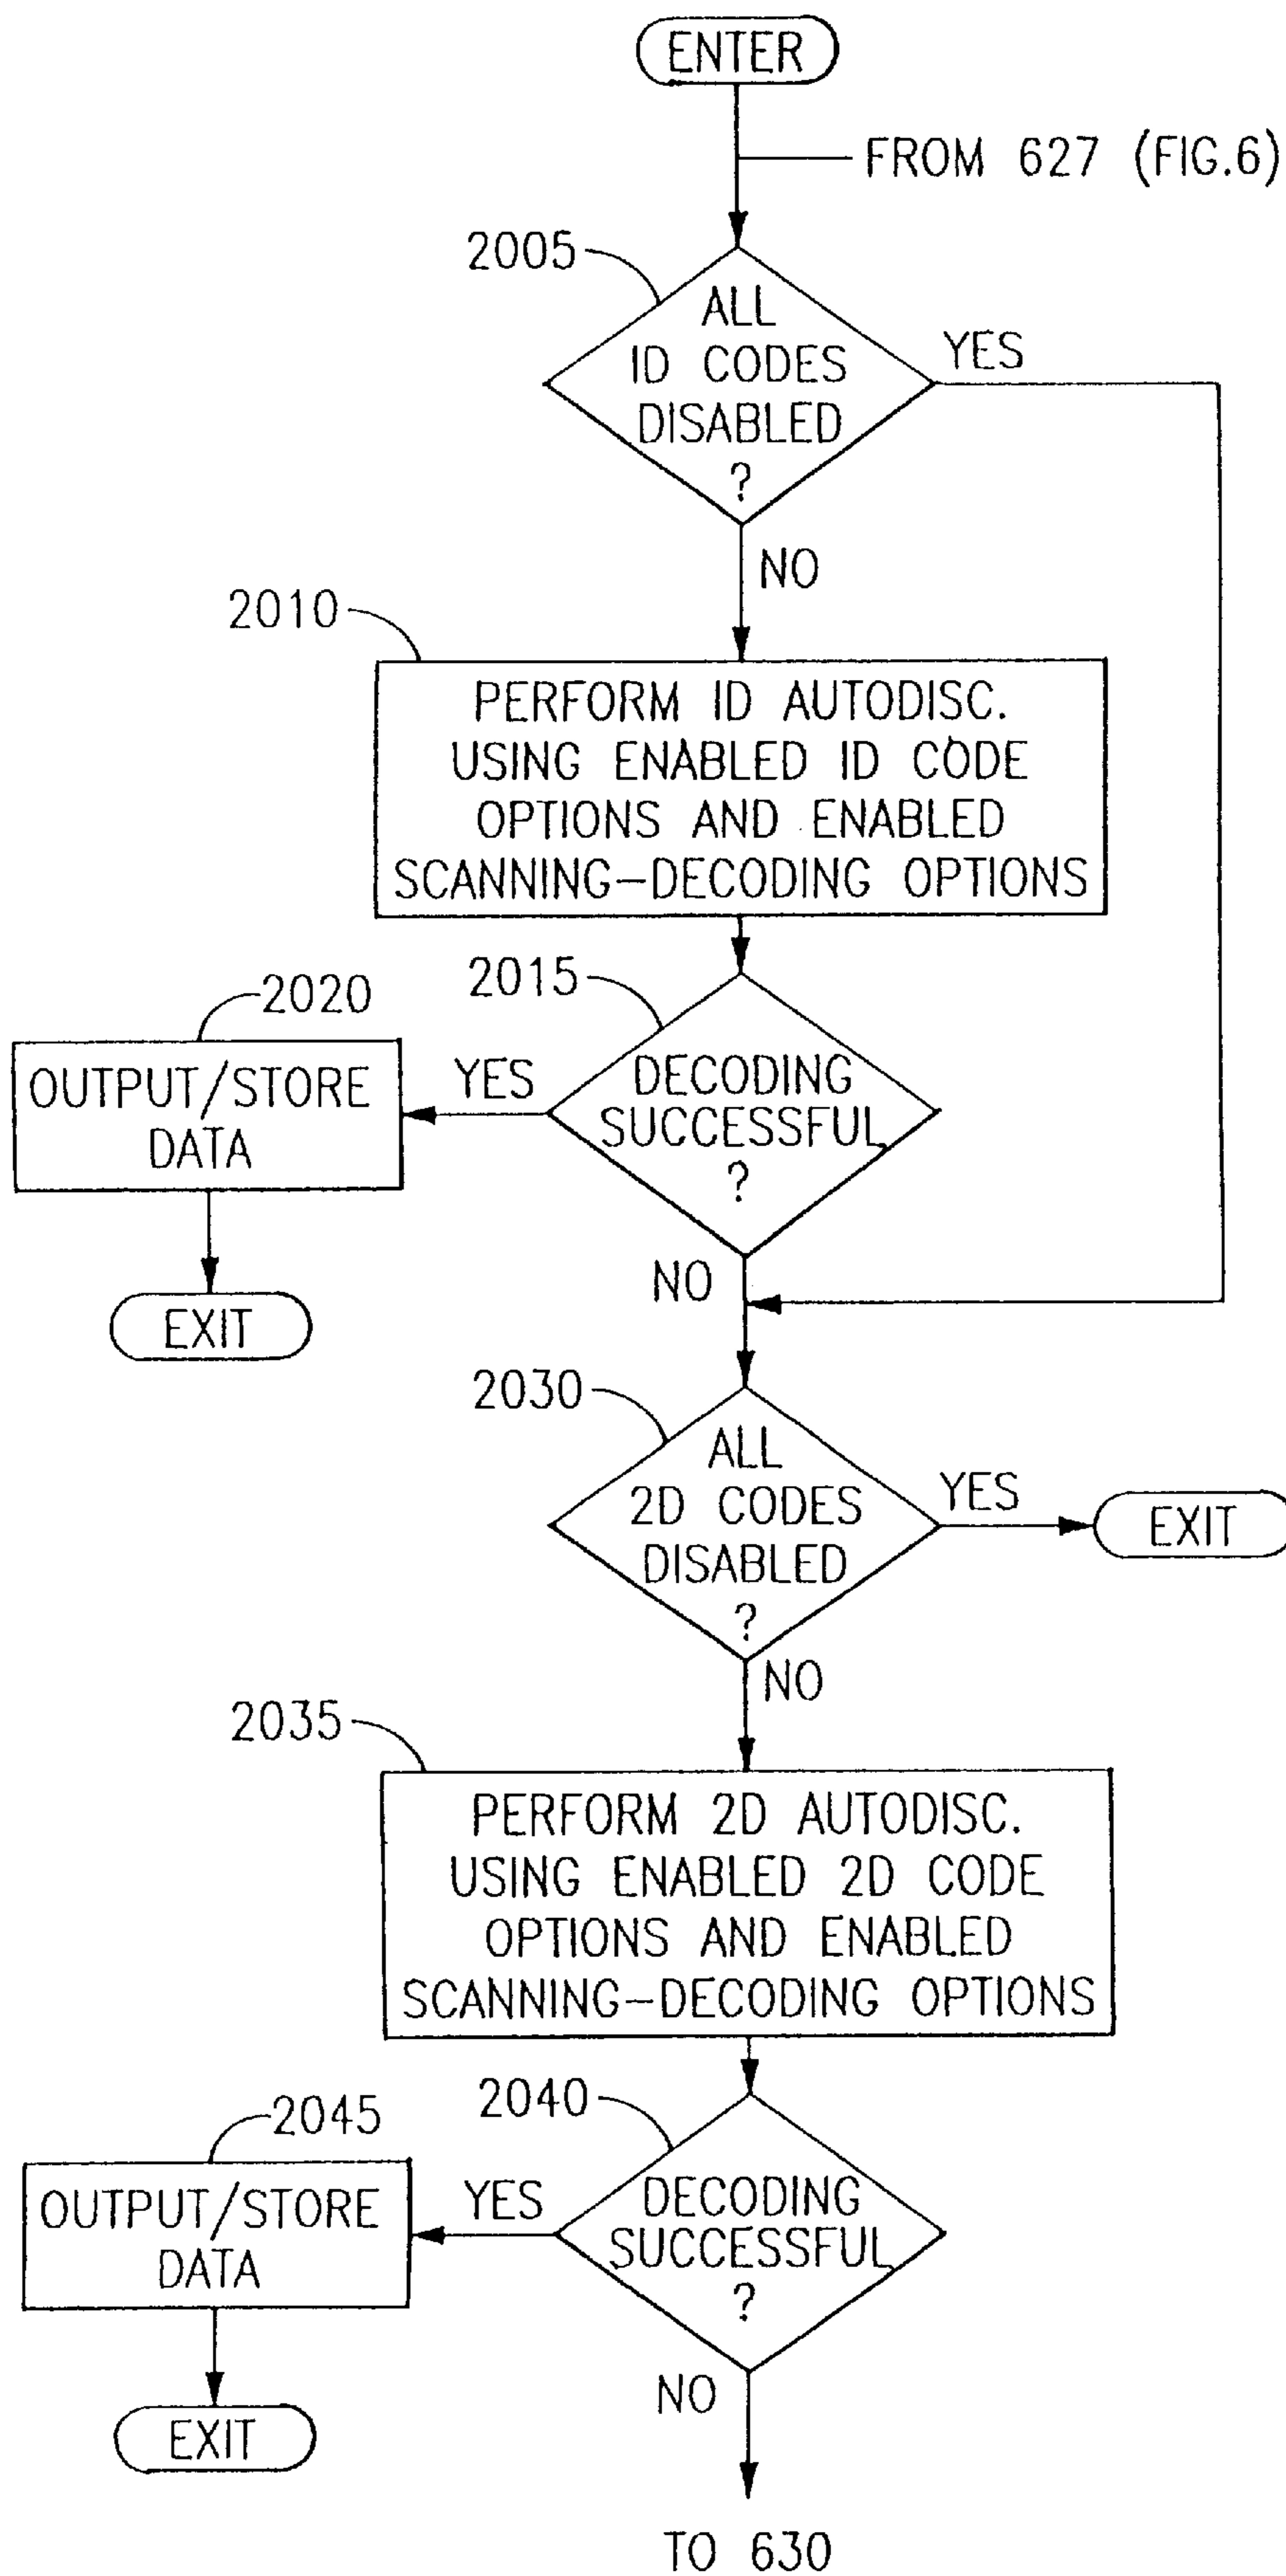 ENTER
FROM 627 (FIG.6)
2005
ALL
ID CODES
DISABLED
?
YES
NO
2010
PERFORM ID AUTODISC.
USING ENABLED ID CODE
OPTIONS AND ENABLED
SCANNING-DECODING OPTIONS
2015
DECODING
SUCCESSFUL
?
YES
2020
OUTPUT/STORE
DATA
EXIT
NO
2030
ALL
2D CODES
DISABLED
?
YES
EXIT
NO
2035
PERFORM 2D AUTODISC.
USING ENABLED 2D CODE
OPTIONS AND ENABLED
SCANNING-DECODING OPTIONS
2040
DECODING
SUCCESSFUL
?
YES
2045
OUTPUT/STORE
DATA
EXIT
NO
TO 630